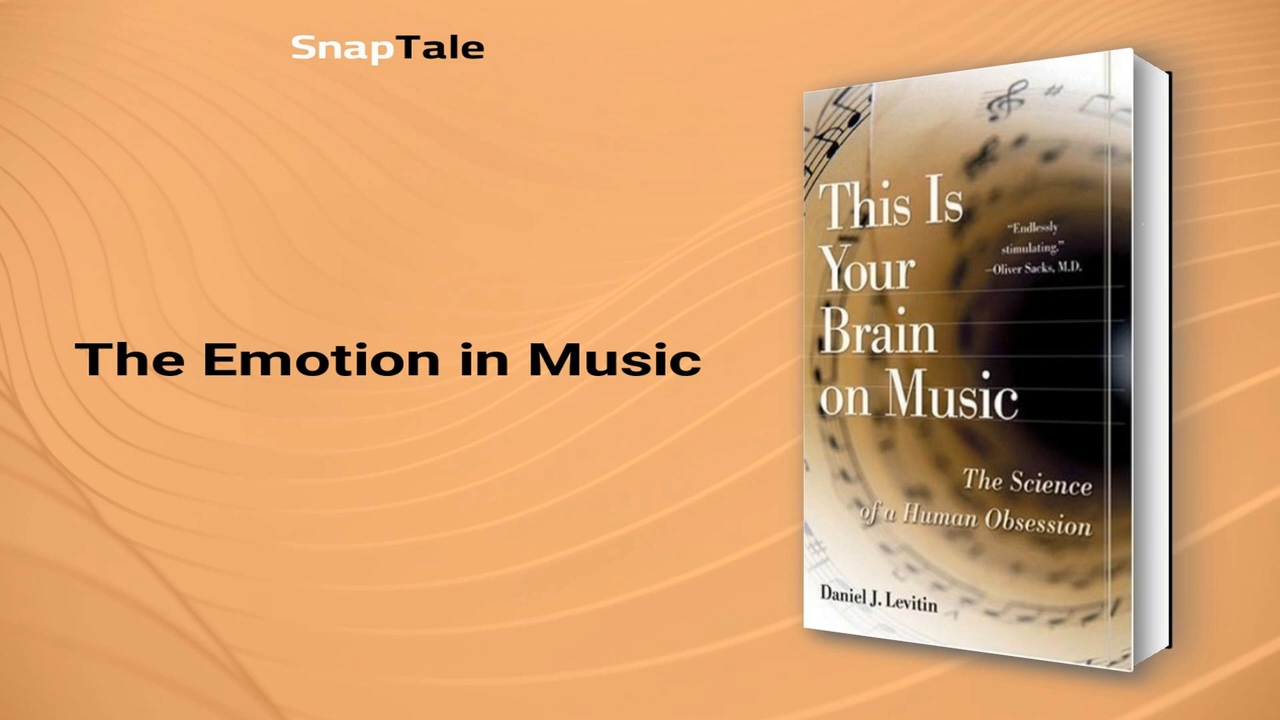 SnapTale
The Emotion in Music
This Is
Your
Brain
on Music
“Endlessly
stimulating.”
—Oliver Sacks, M.D.
The Science
of a Human Obsession
Daniel J. Levitin